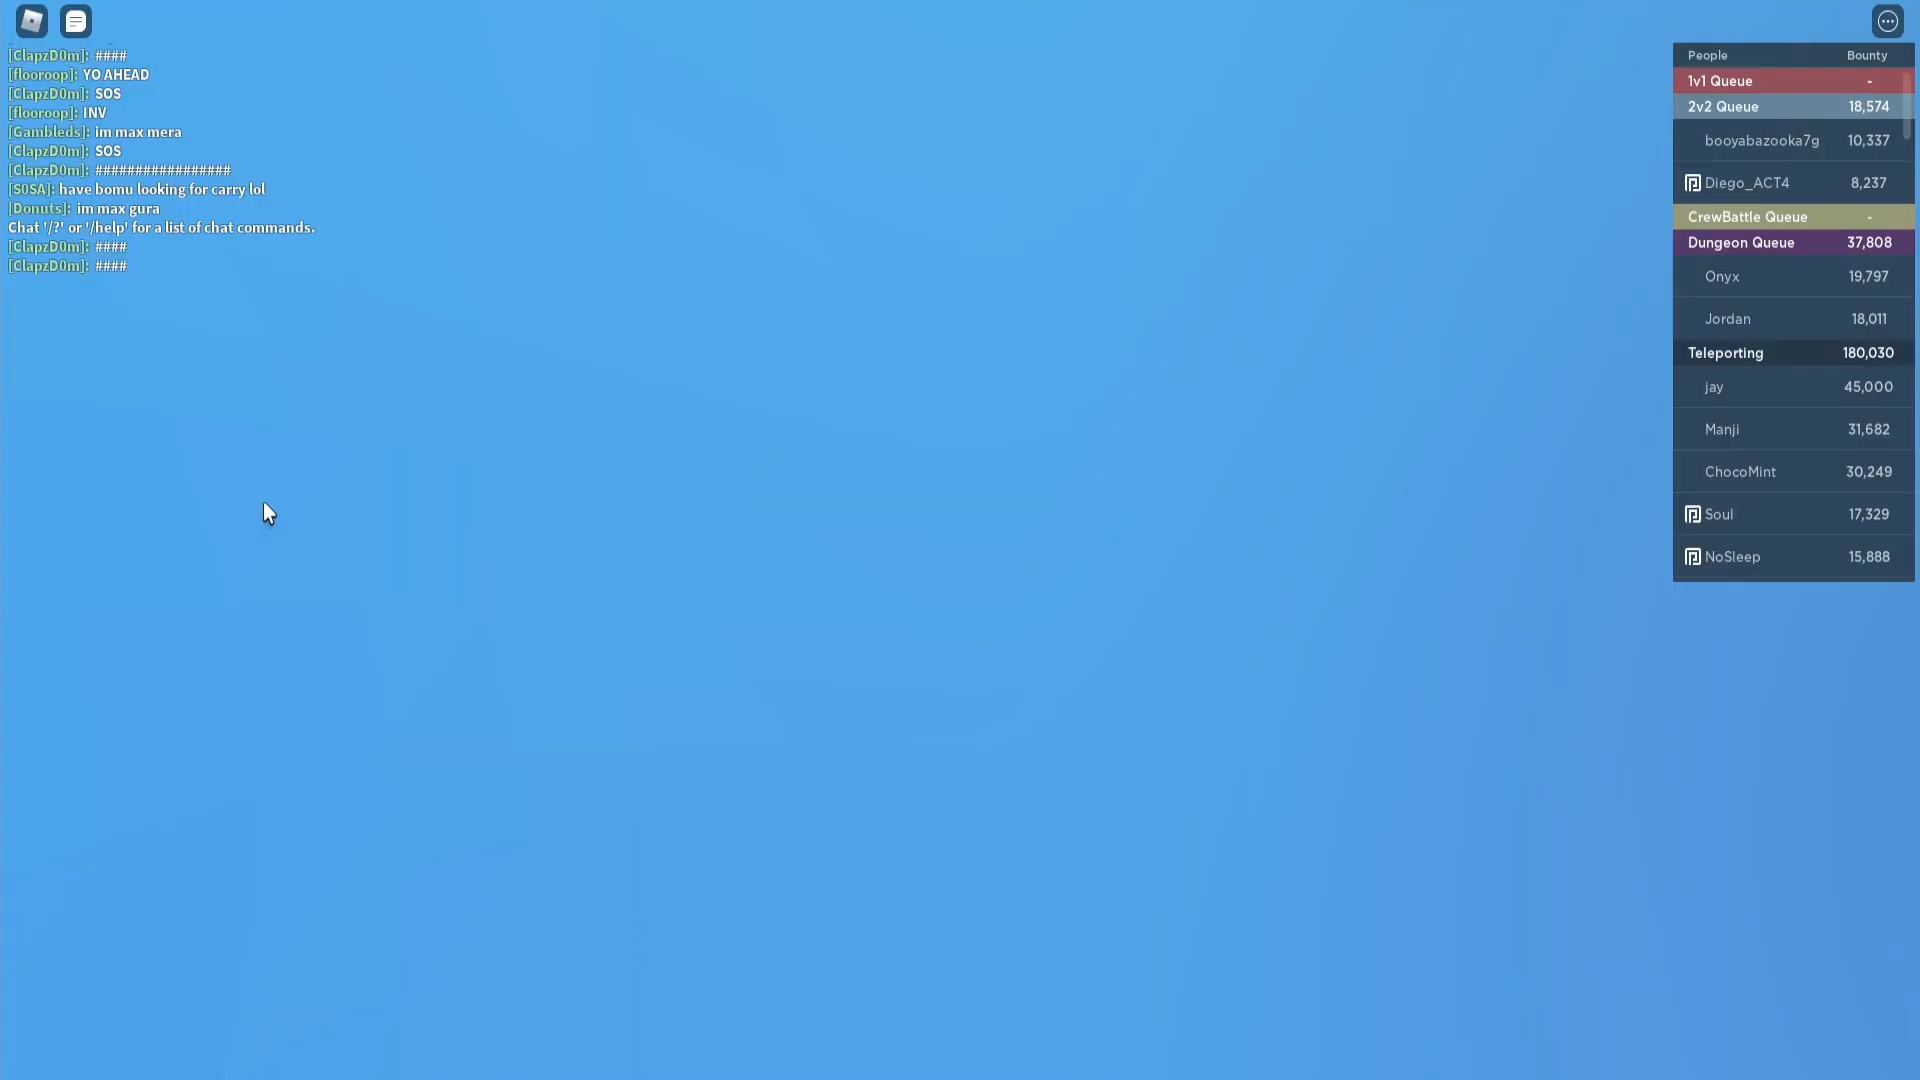 [ClapzD0m]: ####
[flooroop]: YO AHEAD
[ClapzD0m]: SOS
[flooroop]: INV
[Gambleds]: im max mera
[ClapzD0m]: SOS
[ClapzD0m]: #################
[S0SA]: have bomu looking for carry lol
[Donuts]: im max gura
Chat '/?' or '/help' for a list of chat commands.
[ClapzD0m]: ####
[ClapzD0m]: ####
People Bounty
1v1 Queue -
2v2 Queue 18,574
booyabazooka7g 10,337
Diego_ACT4 8,237
CrewBattle Queue -
Dungeon Queue 37,808
Onyx 19,797
Jordan 18,011
Teleporting 180,030
jay 45,000
Manji 31,682
ChocoMint 30,249
Soul 17,329
NoSleep 15,888